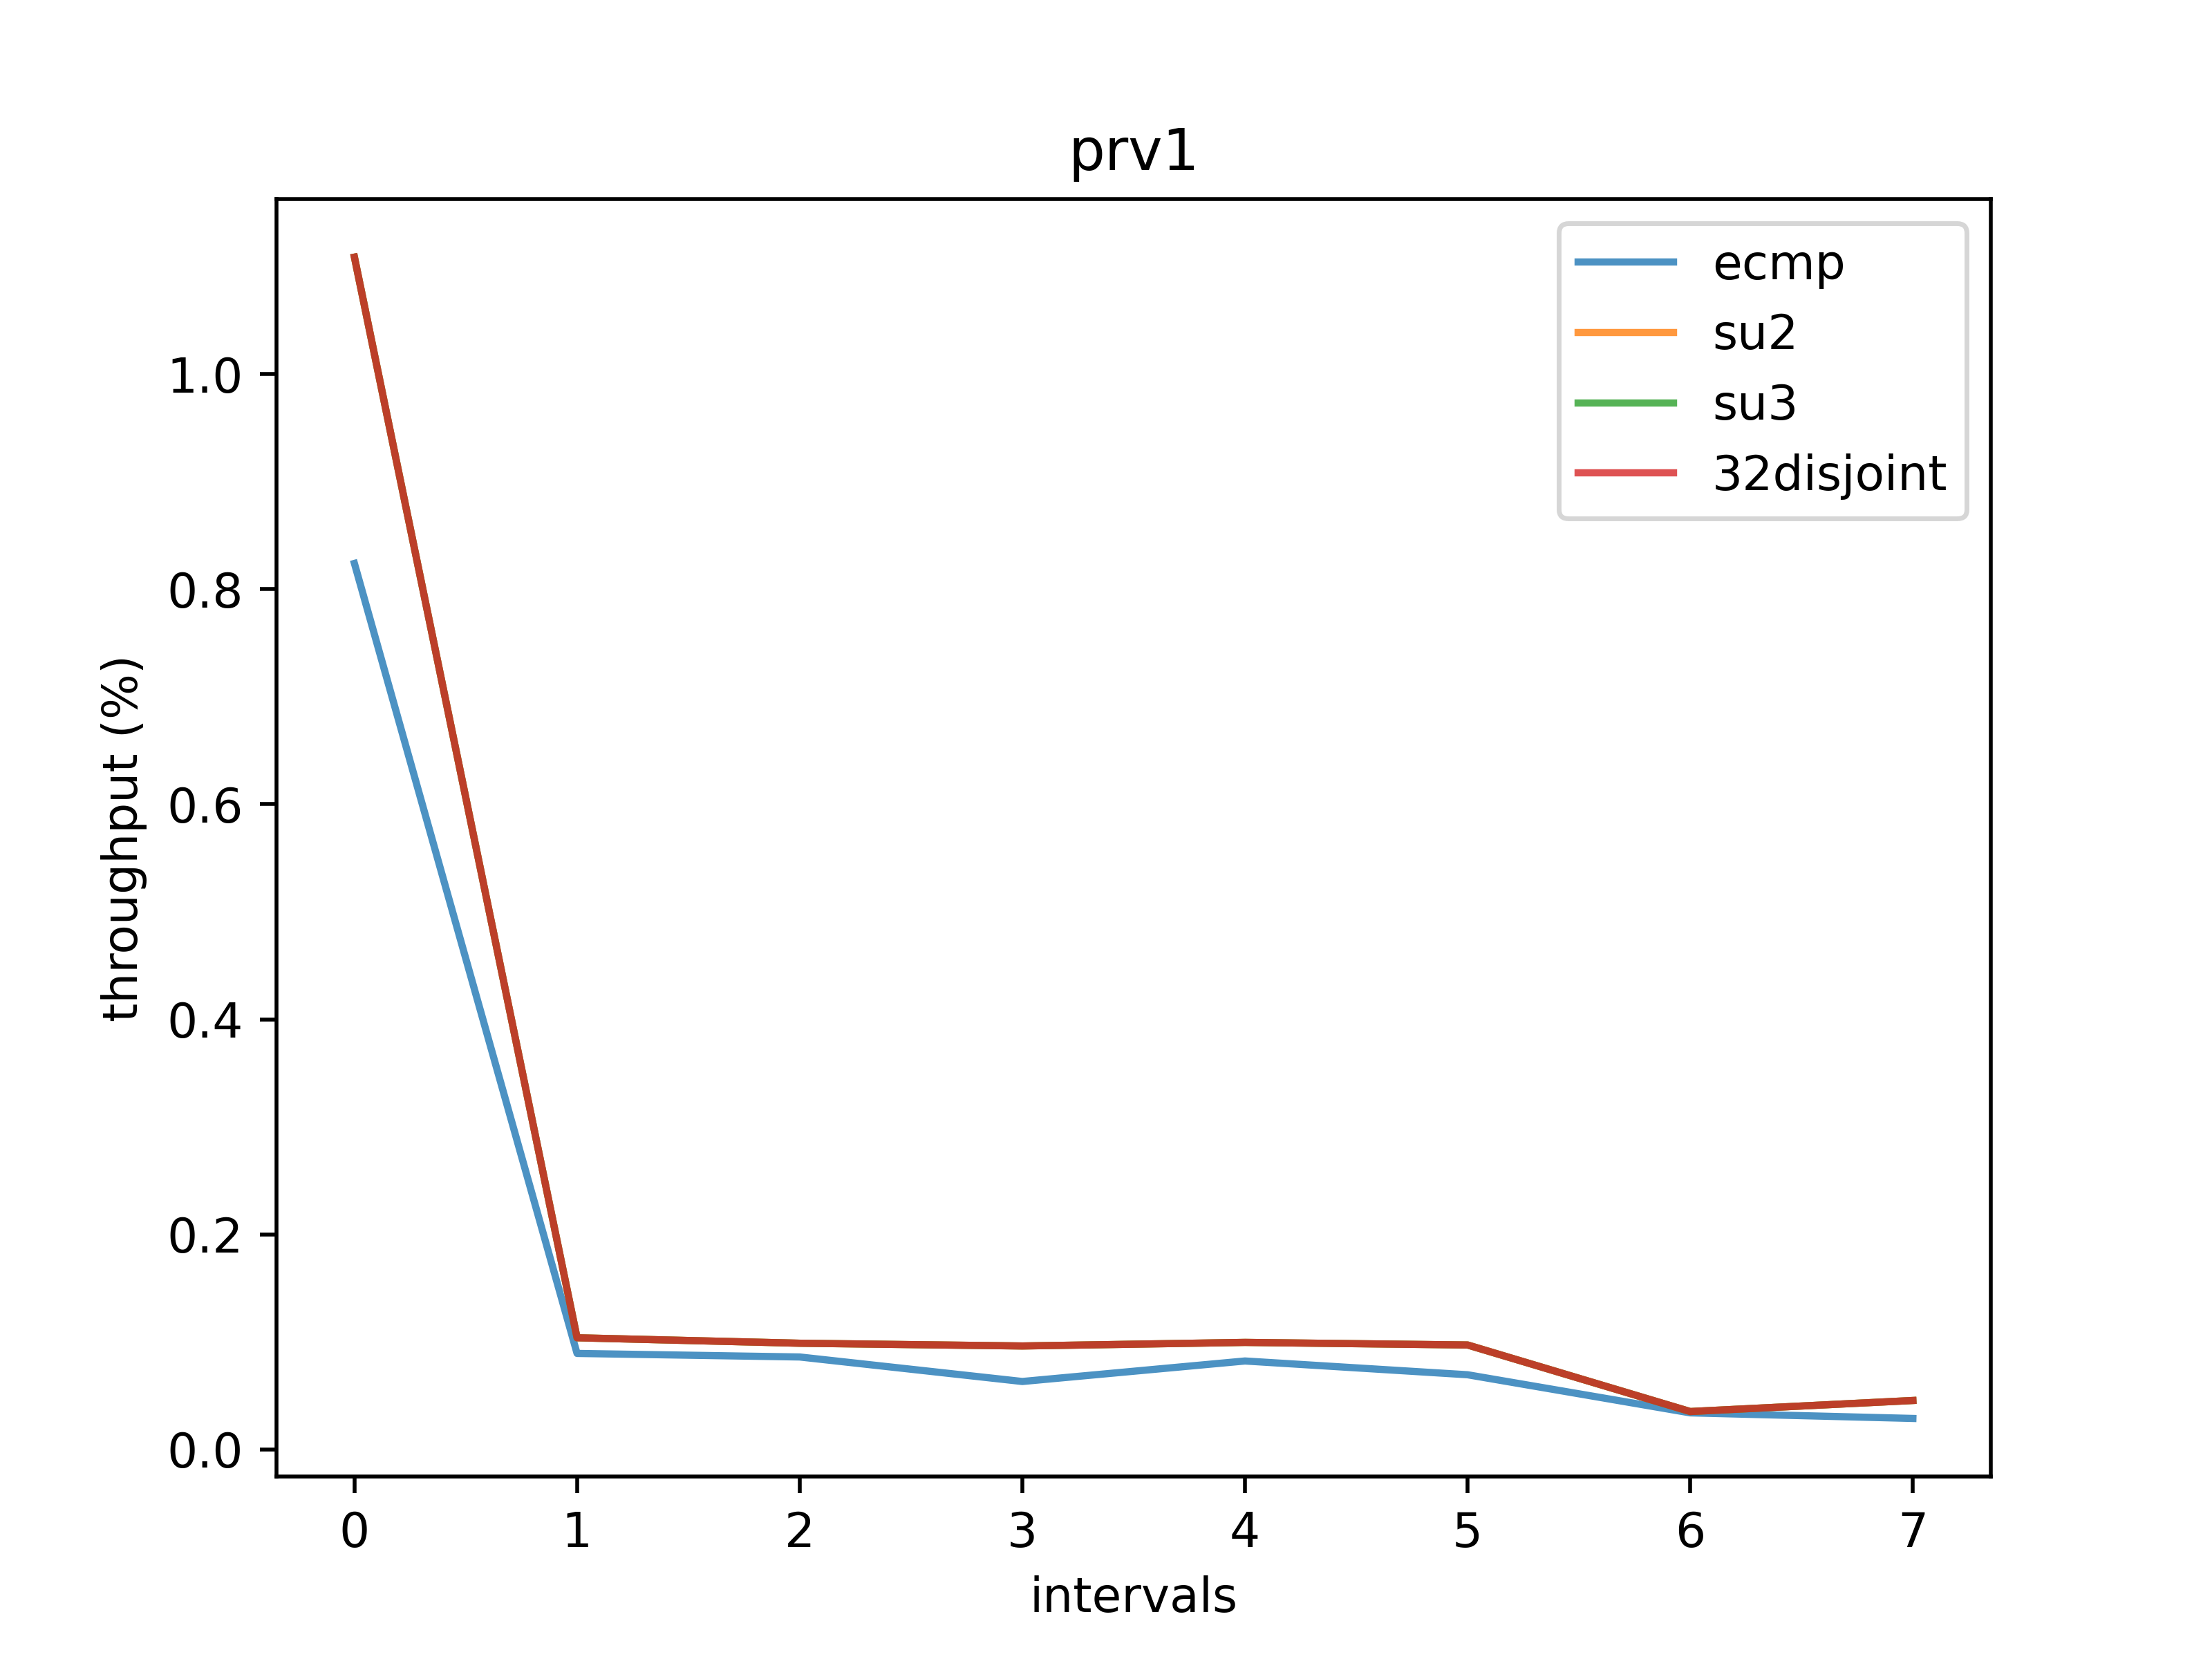 prv1
ecmp
su2
su3
32disjoint
1.0
0.8
0.6
0.4
0.2
0.0
throughput (%)
0 1 2 3 4 5 6 7
intervals